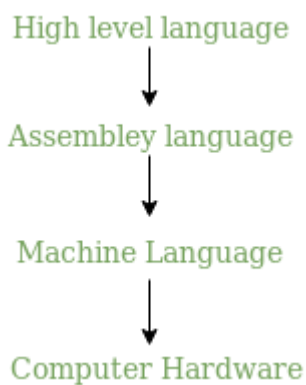 High level language
Assembley language
Machine Language
Computer Hardware